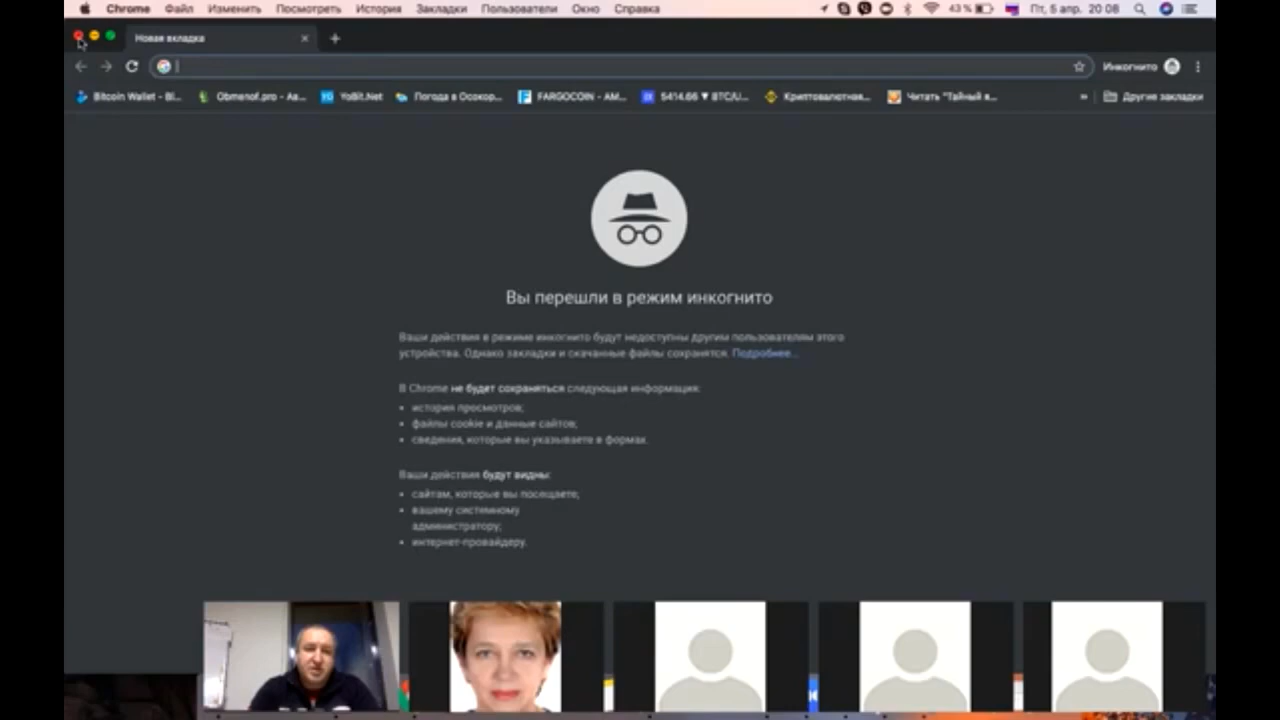 Chrome Файл Изменить Посмотреть История Закладки Пользователи Окно Справка 43 % Пт, 5 апр. 20:08
Новая вкладка
Инкогнито
Bitcoin Wallet - Bl... Obmenof.pro - Ав... YoBit.Net Погода в Осокор... FARGOCOIN - AM... 5414.66 ▼ BTC/U... Криптовалютная... Читать "Тайный в... » Другие закладки
Вы перешли в режим инкогнито
Ваши действия в режиме инкогнито будут недоступны другим пользователям этого
устройства. Однако закладки и скачанные файлы сохранятся. Подробнее...
В Chrome не будет сохраняться следующая информация:
• история просмотров;
• файлы cookie и данные сайтов;
• сведения, которые вы указываете в формах.
Ваши действия будут видны:
• сайтам, которые вы посещаете;
• вашему системному
администратору;
• интернет-провайдеру.